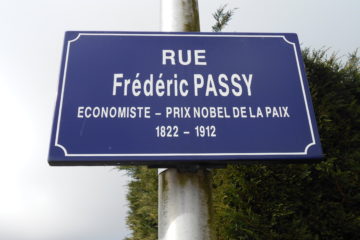 RUE
Frédéric PASSY
ECONOMISTE – PRIX NOBEL DE LA PAIX
1822 – 1912